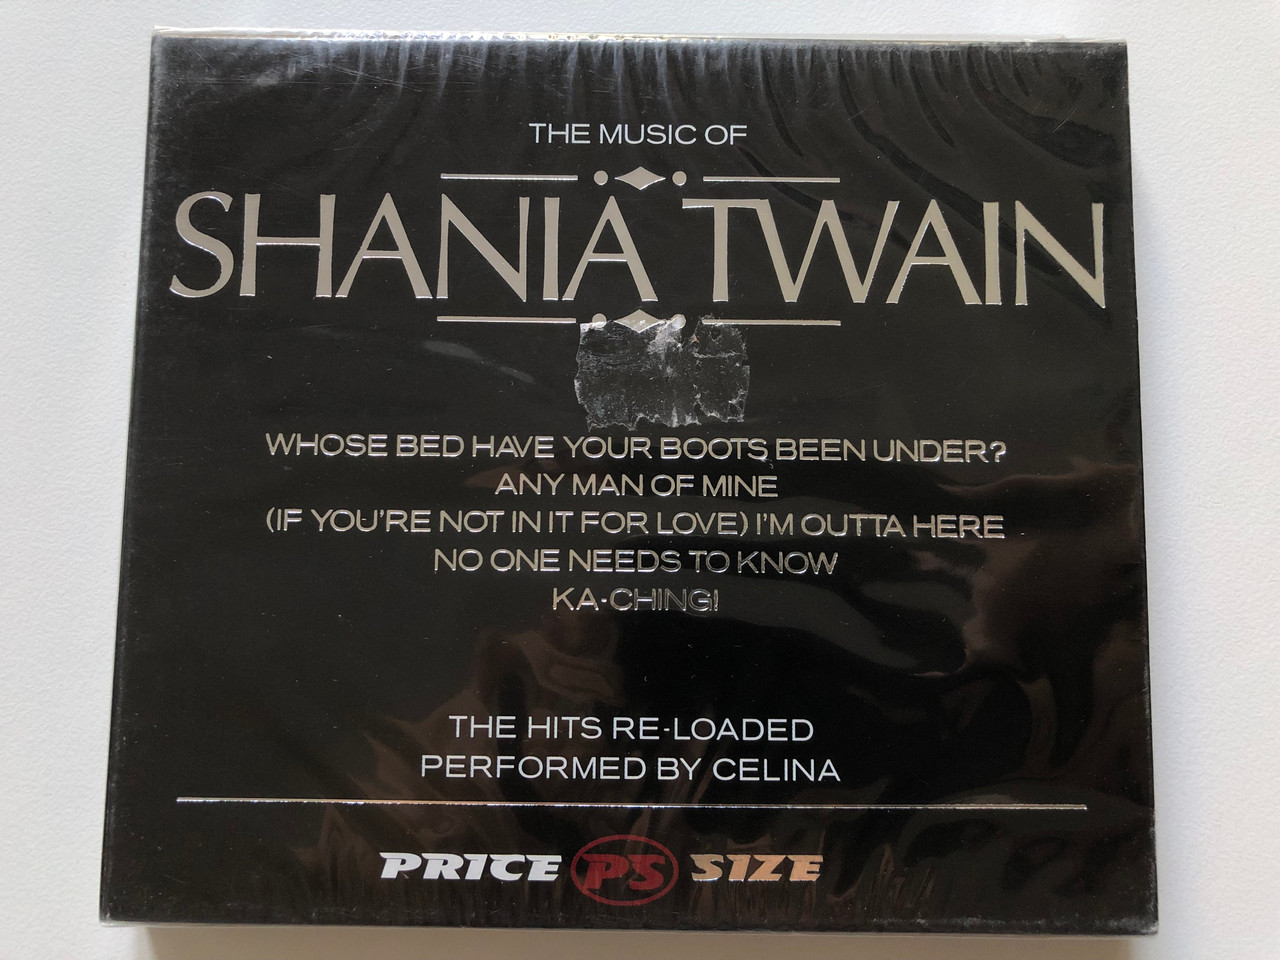 THE MUSIC OF
SHANIA TWAIN
WHOSE BED HAVE YOUR BOOTS BEEN UNDER?
ANY MAN OF MINE
(IF YOU'RE NOT IN IT FOR LOVE) I'M OUTTA HERE
NO ONE NEEDS TO KNOW
KA-CHING!
THE HITS RE-LOADED
PERFORMED BY CELINA
PRICE PS SIZE